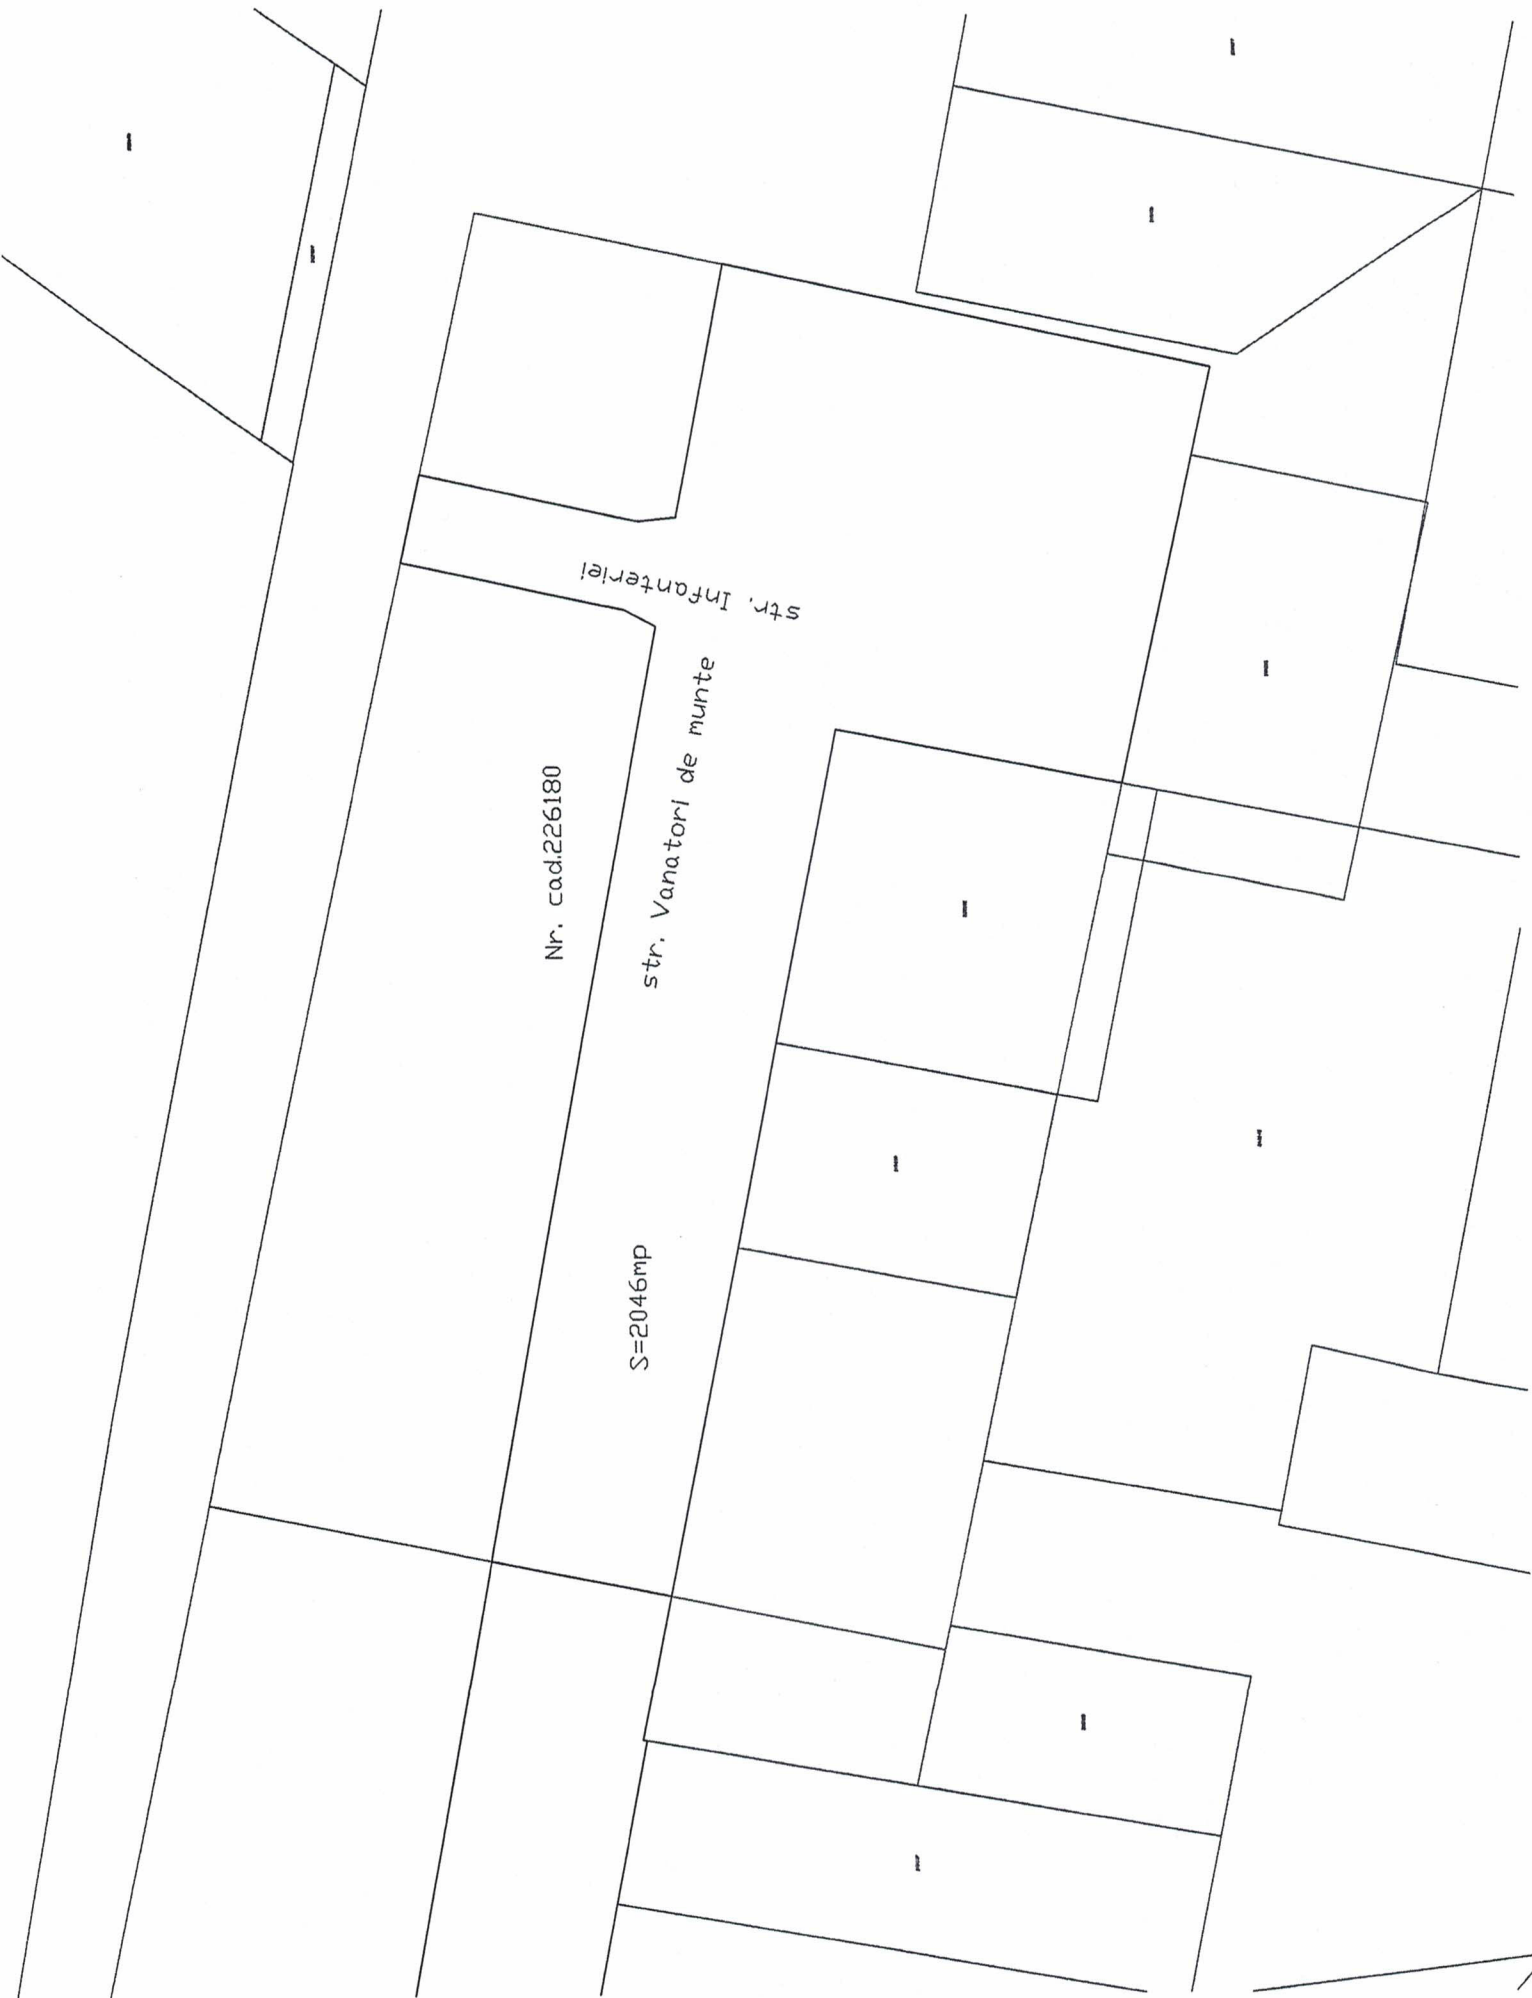 str. Infanteriei
str. Vanatori de munte
Nr. cad.226180
S=2046mp